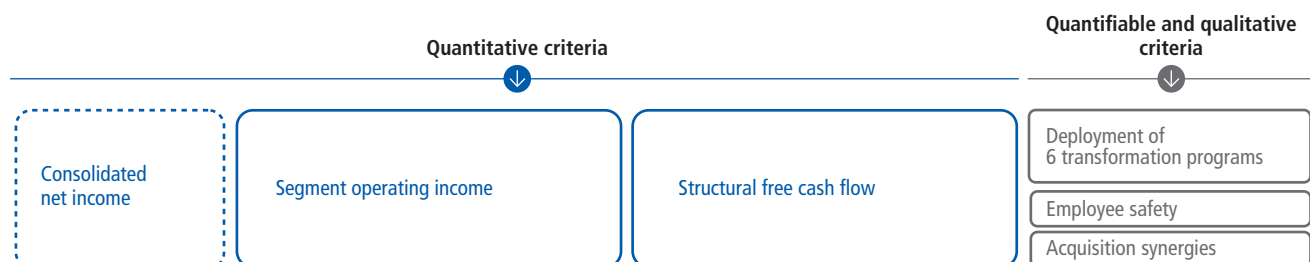 Quantitative criteria
Quantifiable and qualitative
criteria
Consolidated
net income
Segment operating income
Structural free cash flow
Deployment of
6 transformation programs
Employee safety
Acquisition synergies